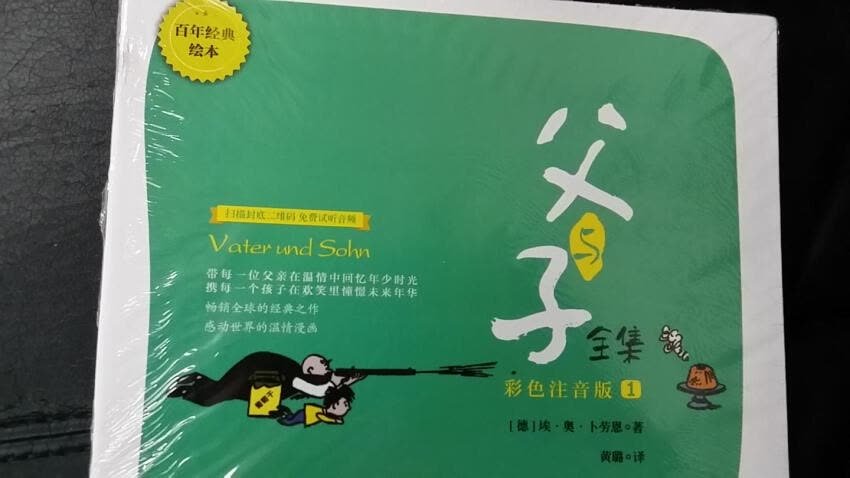 百年经典
绘本
父
与
子
全集
扫描封底二维码 免费试听音频
Vater und Sohn
带每一位父亲在温情中回忆年少时光
携每一个孩子在欢笑里憧憬未来年华
畅销全球的经典之作
感动世界的温情漫画
彩色注音版 1
[德]埃·奥·卜劳恩 著
黄璐 译
葡萄干